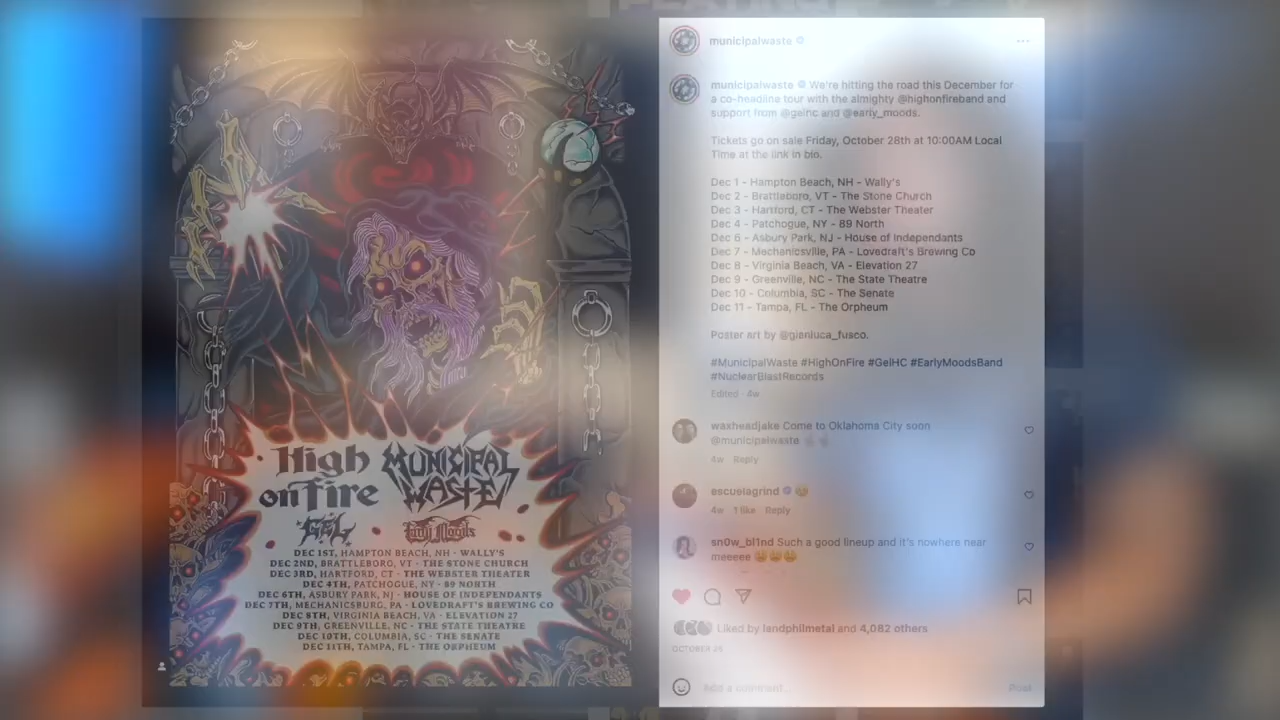 High
on Fire
MUNICIPAL
WASTE
GEL
Early Moods
DEC 1ST, HAMPTON BEACH, NH - WALLY'S
DEC 2ND, BRATTLEBORO, VT - THE STONE CHURCH
DEC 3RD, HARTFORD, CT - THE WEBSTER THEATER
DEC 4TH, PATCHOGUE, NY - 89 NORTH
DEC 6TH, ASBURY PARK, NJ - HOUSE OF INDEPENDANTS
DEC 7TH, MECHANICSBURG, PA - LOVEDRAFT'S BREWING CO
DEC 8TH, VIRGINIA BEACH, VA - ELEVATION 27
DEC 9TH, GREENVILLE, NC - THE STATE THEATRE
DEC 10TH, COLUMBIA, SC - THE SENATE
DEC 11TH, TAMPA, FL - THE ORPHEUM
municipalwaste
municipalwaste We're hitting the road this December for
a co-headline tour with the almighty @highonfireband and
support from @gelnc and @early_moods.
Tickets go on sale Friday, October 28th at 10:00AM Local
Time at the link in bio.
Dec 1 - Hampton Beach, NH - Wally's
Dec 2 - Brattleboro, VT - The Stone Church
Dec 3 - Hartford, CT - The Webster Theater
Dec 4 - Patchogue, NY - 89 North
Dec 6 - Asbury Park, NJ - House of Independants
Dec 7 - Mechanicsville, PA - Lovedraft's Brewing Co
Dec 8 - Virginia Beach, VA - Elevation 27
Dec 9 - Greenville, NC - The State Theatre
Dec 10 - Columbia, SC - The Senate
Dec 11 - Tampa, FL - The Orpheum
Poster art by @gianluca_fusco.
#MunicipalWaste #HighOnFire #GelHC #EarlyMoodsBand
#NuclearBlastRecords
Edited · 4w
waxheadjake Come to Oklahoma City soon
@municipalwaste
4w Reply
escuelagrind 
4w 1 like Reply
sn0w_bl1nd Such a good lineup and it's nowhere near
meeeee 😩😩😩
Liked by landphilmetal and 4,082 others
OCTOBER 24
Add a comment...
Post